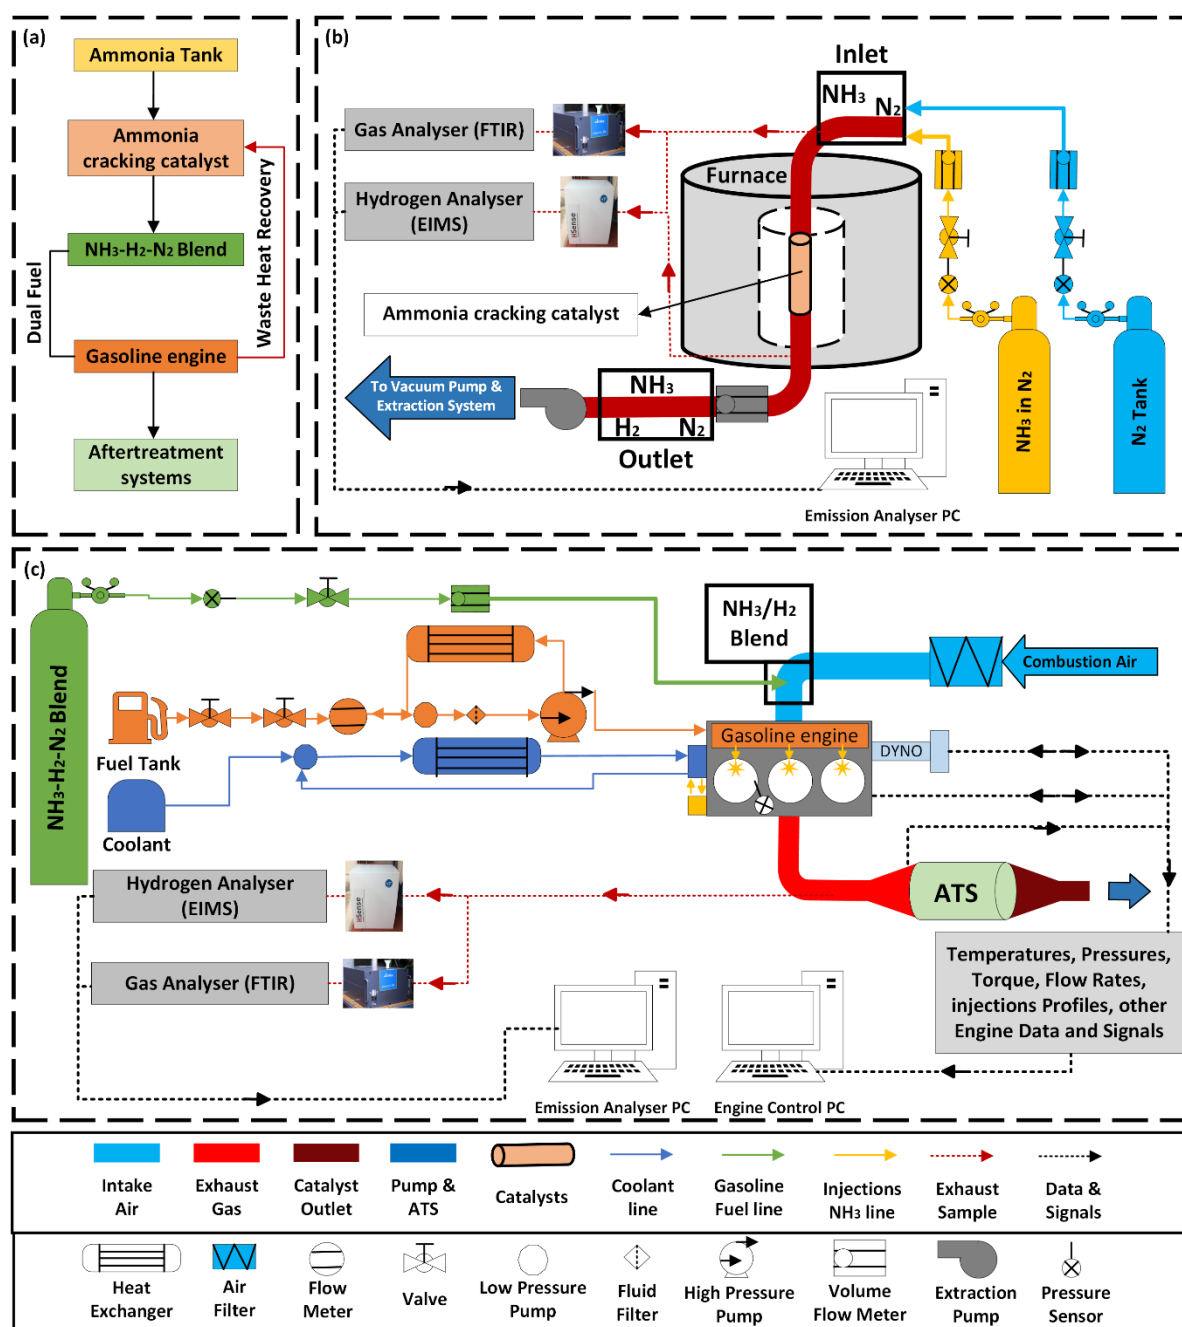 (a)
Ammonia Tank
Ammonia
cracking catalyst
NH3-H2-N2 Blend
Dual Fuel
Waste Heat Recovery
Gasoline engine
Aftertreatment
systems
(b)
Inlet
NH3
N2
Gas Analyser (FTIR)
Hydrogen Analyser
(EIMS)
HSense
Furnace
Ammonia cracking catalyst
To Vacuum Pump &
Extraction System
NH3
H2
N2
Outlet
NH3 in N2
N2 Tank
Emission Analyser PC
(c)
NH3-H2-N2 Blend
NH3/H2
Blend
Combustion Air
Fuel Tank
Coolant
Gasoline engine
DYNO
Hydrogen Analyser
(EIMS)
HSense
Gas Analyser (FTIR)
ATS
Temperatures, Pressures,
Torque, Flow Rates,
injections Profiles, other
Engine Data and Signals
Emission Analyser PC
Engine Control PC
Intake
Air
Exhaust
Gas
Catalyst
Outlet
Pump &
ATS
Catalysts
Coolant
line
Gasoline
Fuel line
Injections
NH3 line
Exhaust
Sample
Data &
Signals
Heat
Exchanger
Air
Filter
Flow
Meter
Valve
Low Pressure
Pump
Fluid
Filter
High Pressure
Pump
Volume
Flow Meter
Extraction
Pump
Pressure
Sensor